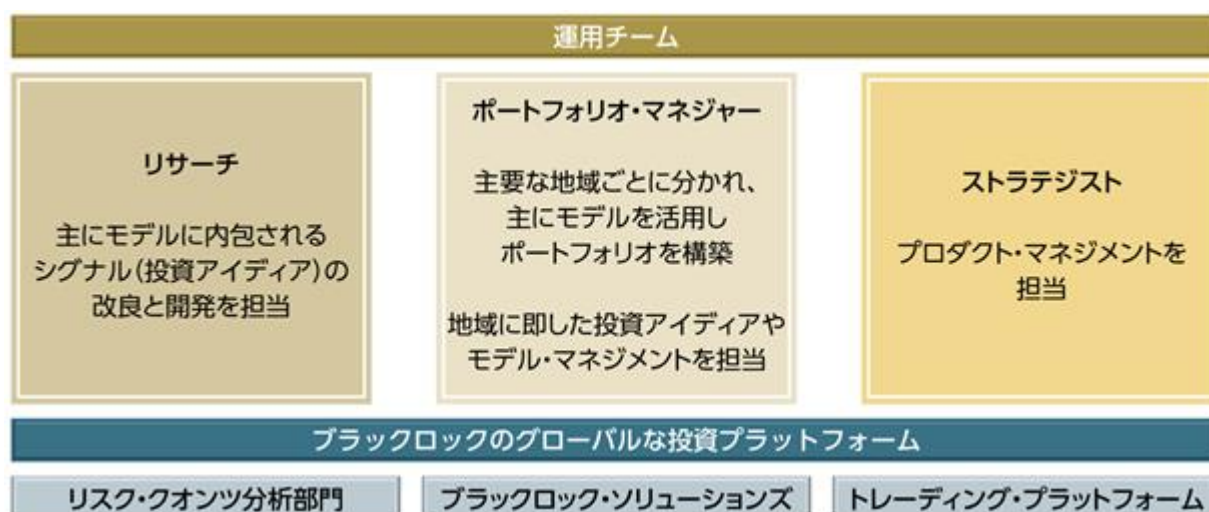 運用チーム
リサーチ
主にモデルに内包される
シグナル(投資アイディア)の
改良と開発を担当
ポートフォリオ・マネジャー
主要な地域ごとに分かれ、
主にモデルを活用し
ポートフォリオを構築
地域に即した投資アイディアや
モデル・マネジメントを担当
ストラテジスト
プロダクト・マネジメントを
担当
ブラックロックのグローバルな投資プラットフォーム
リスク・クオンツ分析部門
ブラックロック・ソリューションズ
トレーディング・プラットフォーム